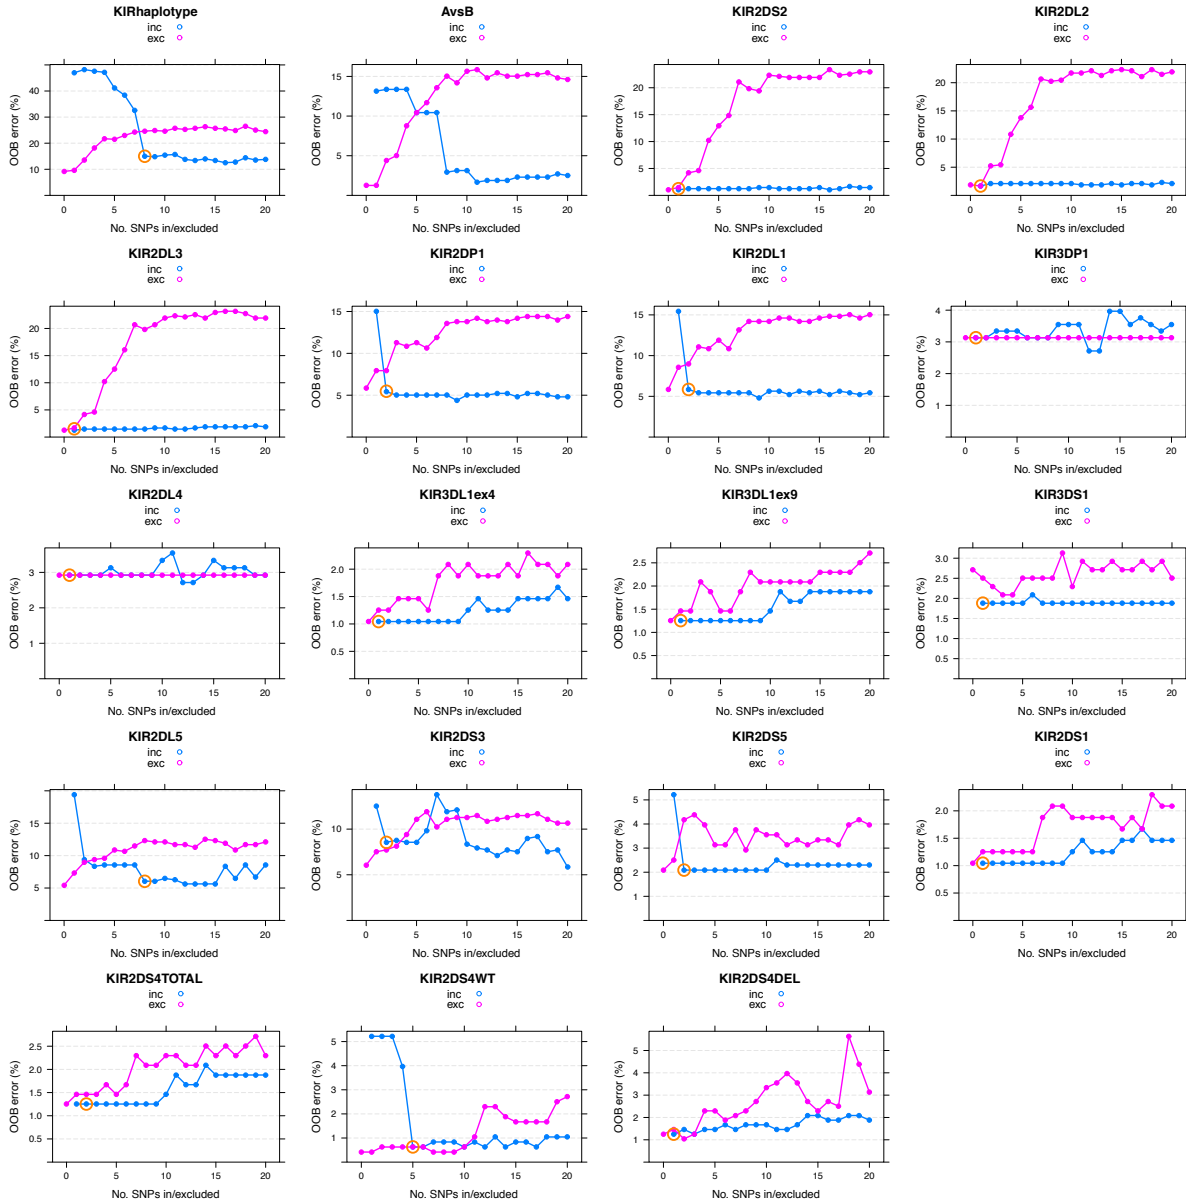 KIRhaplotype
inc
exc
OOB error (%)
40
30
20
10
0 5 10 15 20
No. SNPs in/excluded
AvsB
inc
exc
OOB error (%)
15
10
5
0 5 10 15 20
No. SNPs in/excluded
KIR2DS2
inc
exc
OOB error (%)
20
15
10
5
0 5 10 15 20
No. SNPs in/excluded
KIR2DL2
inc
exc
OOB error (%)
20
15
10
5
0 5 10 15 20
No. SNPs in/excluded
KIR2DL3
inc
exc
OOB error (%)
20
15
10
5
0 5 10 15 20
No. SNPs in/excluded
KIR2DP1
inc
exc
OOB error (%)
15
10
5
0 5 10 15 20
No. SNPs in/excluded
KIR2DL1
inc
exc
OOB error (%)
15
10
5
0 5 10 15 20
No. SNPs in/excluded
KIR3DP1
inc
exc
OOB error (%)
4
3
2
1
0 5 10 15 20
No. SNPs in/excluded
KIR2DL4
inc
exc
OOB error (%)
3
2
1
0 5 10 15 20
No. SNPs in/excluded
KIR3DL1ex4
inc
exc
OOB error (%)
2.0
1.5
1.0
0.5
0 5 10 15 20
No. SNPs in/excluded
KIR3DL1ex9
inc
exc
OOB error (%)
2.5
2.0
1.5
1.0
0.5
0 5 10 15 20
No. SNPs in/excluded
KIR3DS1
inc
exc
OOB error (%)
3.0
2.5
2.0
1.5
1.0
0.5
0 5 10 15 20
No. SNPs in/excluded
KIR2DL5
inc
exc
OOB error (%)
15
10
5
0 5 10 15 20
No. SNPs in/excluded
KIR2DS3
inc
exc
OOB error (%)
10
5
0 5 10 15 20
No. SNPs in/excluded
KIR2DS5
inc
exc
OOB error (%)
5
4
3
2
1
0 5 10 15 20
No. SNPs in/excluded
KIR2DS1
inc
exc
OOB error (%)
2.0
1.5
1.0
0.5
0 5 10 15 20
No. SNPs in/excluded
KIR2DS4TOTAL
inc
exc
OOB error (%)
2.5
2.0
1.5
1.0
0.5
0 5 10 15 20
No. SNPs in/excluded
KIR2DS4WT
inc
exc
OOB error (%)
5
4
3
2
1
0 5 10 15 20
No. SNPs in/excluded
KIR2DS4DEL
inc
exc
OOB error (%)
5
4
3
2
1
0 5 10 15 20
No. SNPs in/excluded